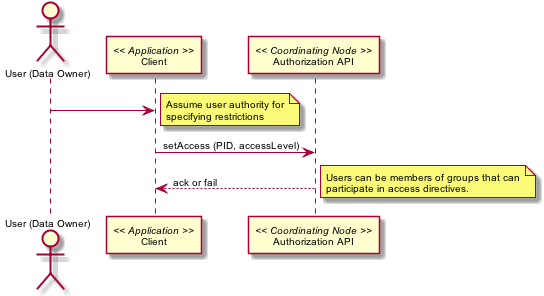 User (Data Owner)
<< Application >>
Client
<< Coordinating Node >>
Authorization API
Assume user authority for
specifying restrictions
setAccess (PID, accessLevel)
ack or fail
Users can be members of groups that can
participate in access directives.
User (Data Owner)
<< Application >>
Client
<< Coordinating Node >>
Authorization API